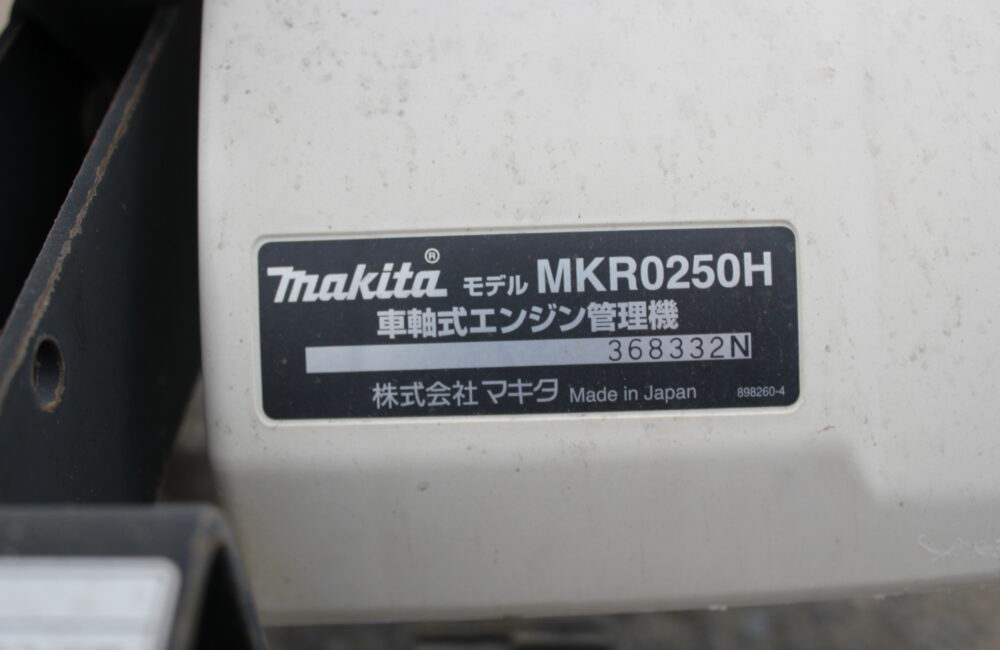 makita® モデル MKR0250H
車軸式エンジン管理機
368332N
株式会社マキタ Made in Japan 898260-4